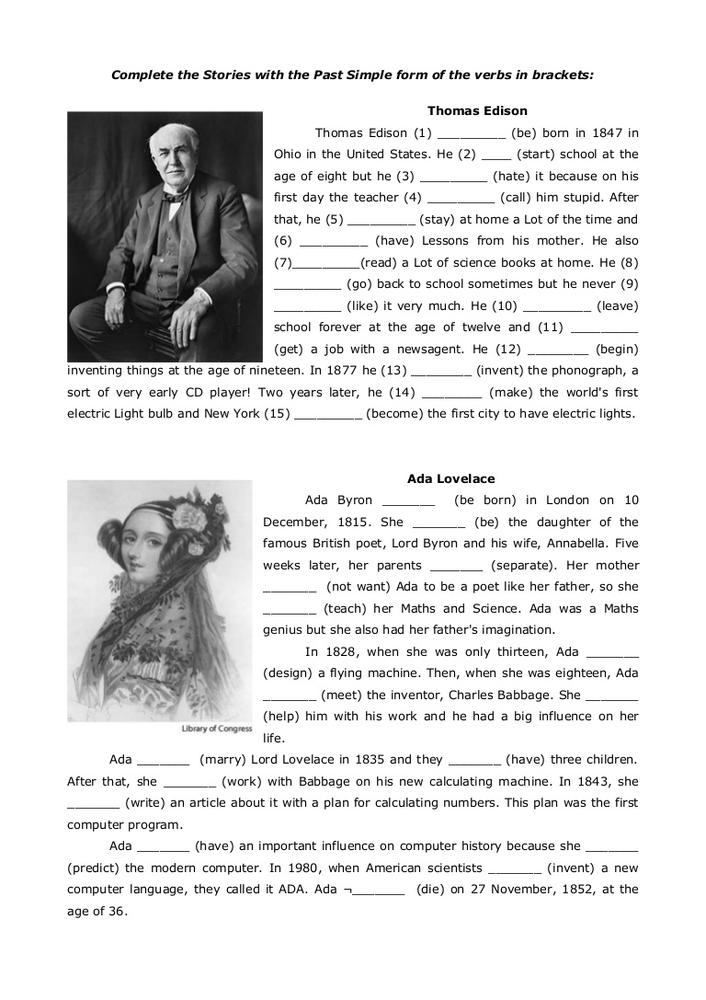 Complete the Stories with the Past Simple form of the verbs in brackets:
Thomas Edison
Thomas Edison (1) _________ (be) born in 1847 in
Ohio in the United States. He (2) ____ (start) school at the
age of eight but he (3) _________ (hate) it because on his
first day the teacher (4) _________ (call) him stupid. After
that, he (5) _________ (stay) at home a Lot of the time and
(6) _________ (have) Lessons from his mother. He also
(7)_________(read) a Lot of science books at home. He (8)
_________ (go) back to school sometimes but he never (9)
_________ (like) it very much. He (10) _________ (leave)
school forever at the age of twelve and (11) _________
(get) a job with a newsagent. He (12) ________ (begin)
inventing things at the age of nineteen. In 1877 he (13) ________ (invent) the phonograph, a
sort of very early CD player! Two years later, he (14) ________ (make) the world's first
electric Light bulb and New York (15) _________ (become) the first city to have electric lights.
Ada Lovelace
Ada Byron _______ (be born) in London on 10
December, 1815. She _______ (be) the daughter of the
famous British poet, Lord Byron and his wife, Annabella. Five
weeks later, her parents _______ (separate). Her mother
_______ (not want) Ada to be a poet like her father, so she
_______ (teach) her Maths and Science. Ada was a Maths
genius but she also had her father's imagination.
In 1828, when she was only thirteen, Ada _______
(design) a flying machine. Then, when she was eighteen, Ada
_______ (meet) the inventor, Charles Babbage. She _______
(help) him with his work and he had a big influence on her
life.
Library of Congress
Ada _______ (marry) Lord Lovelace in 1835 and they _______ (have) three children.
After that, she _______ (work) with Babbage on his new calculating machine. In 1843, she
_______ (write) an article about it with a plan for calculating numbers. This plan was the first
computer program.
Ada _______ (have) an important influence on computer history because she _______
(predict) the modern computer. In 1980, when American scientists _______ (invent) a new
computer language, they called it ADA. Ada ¬_______ (die) on 27 November, 1852, at the
age of 36.